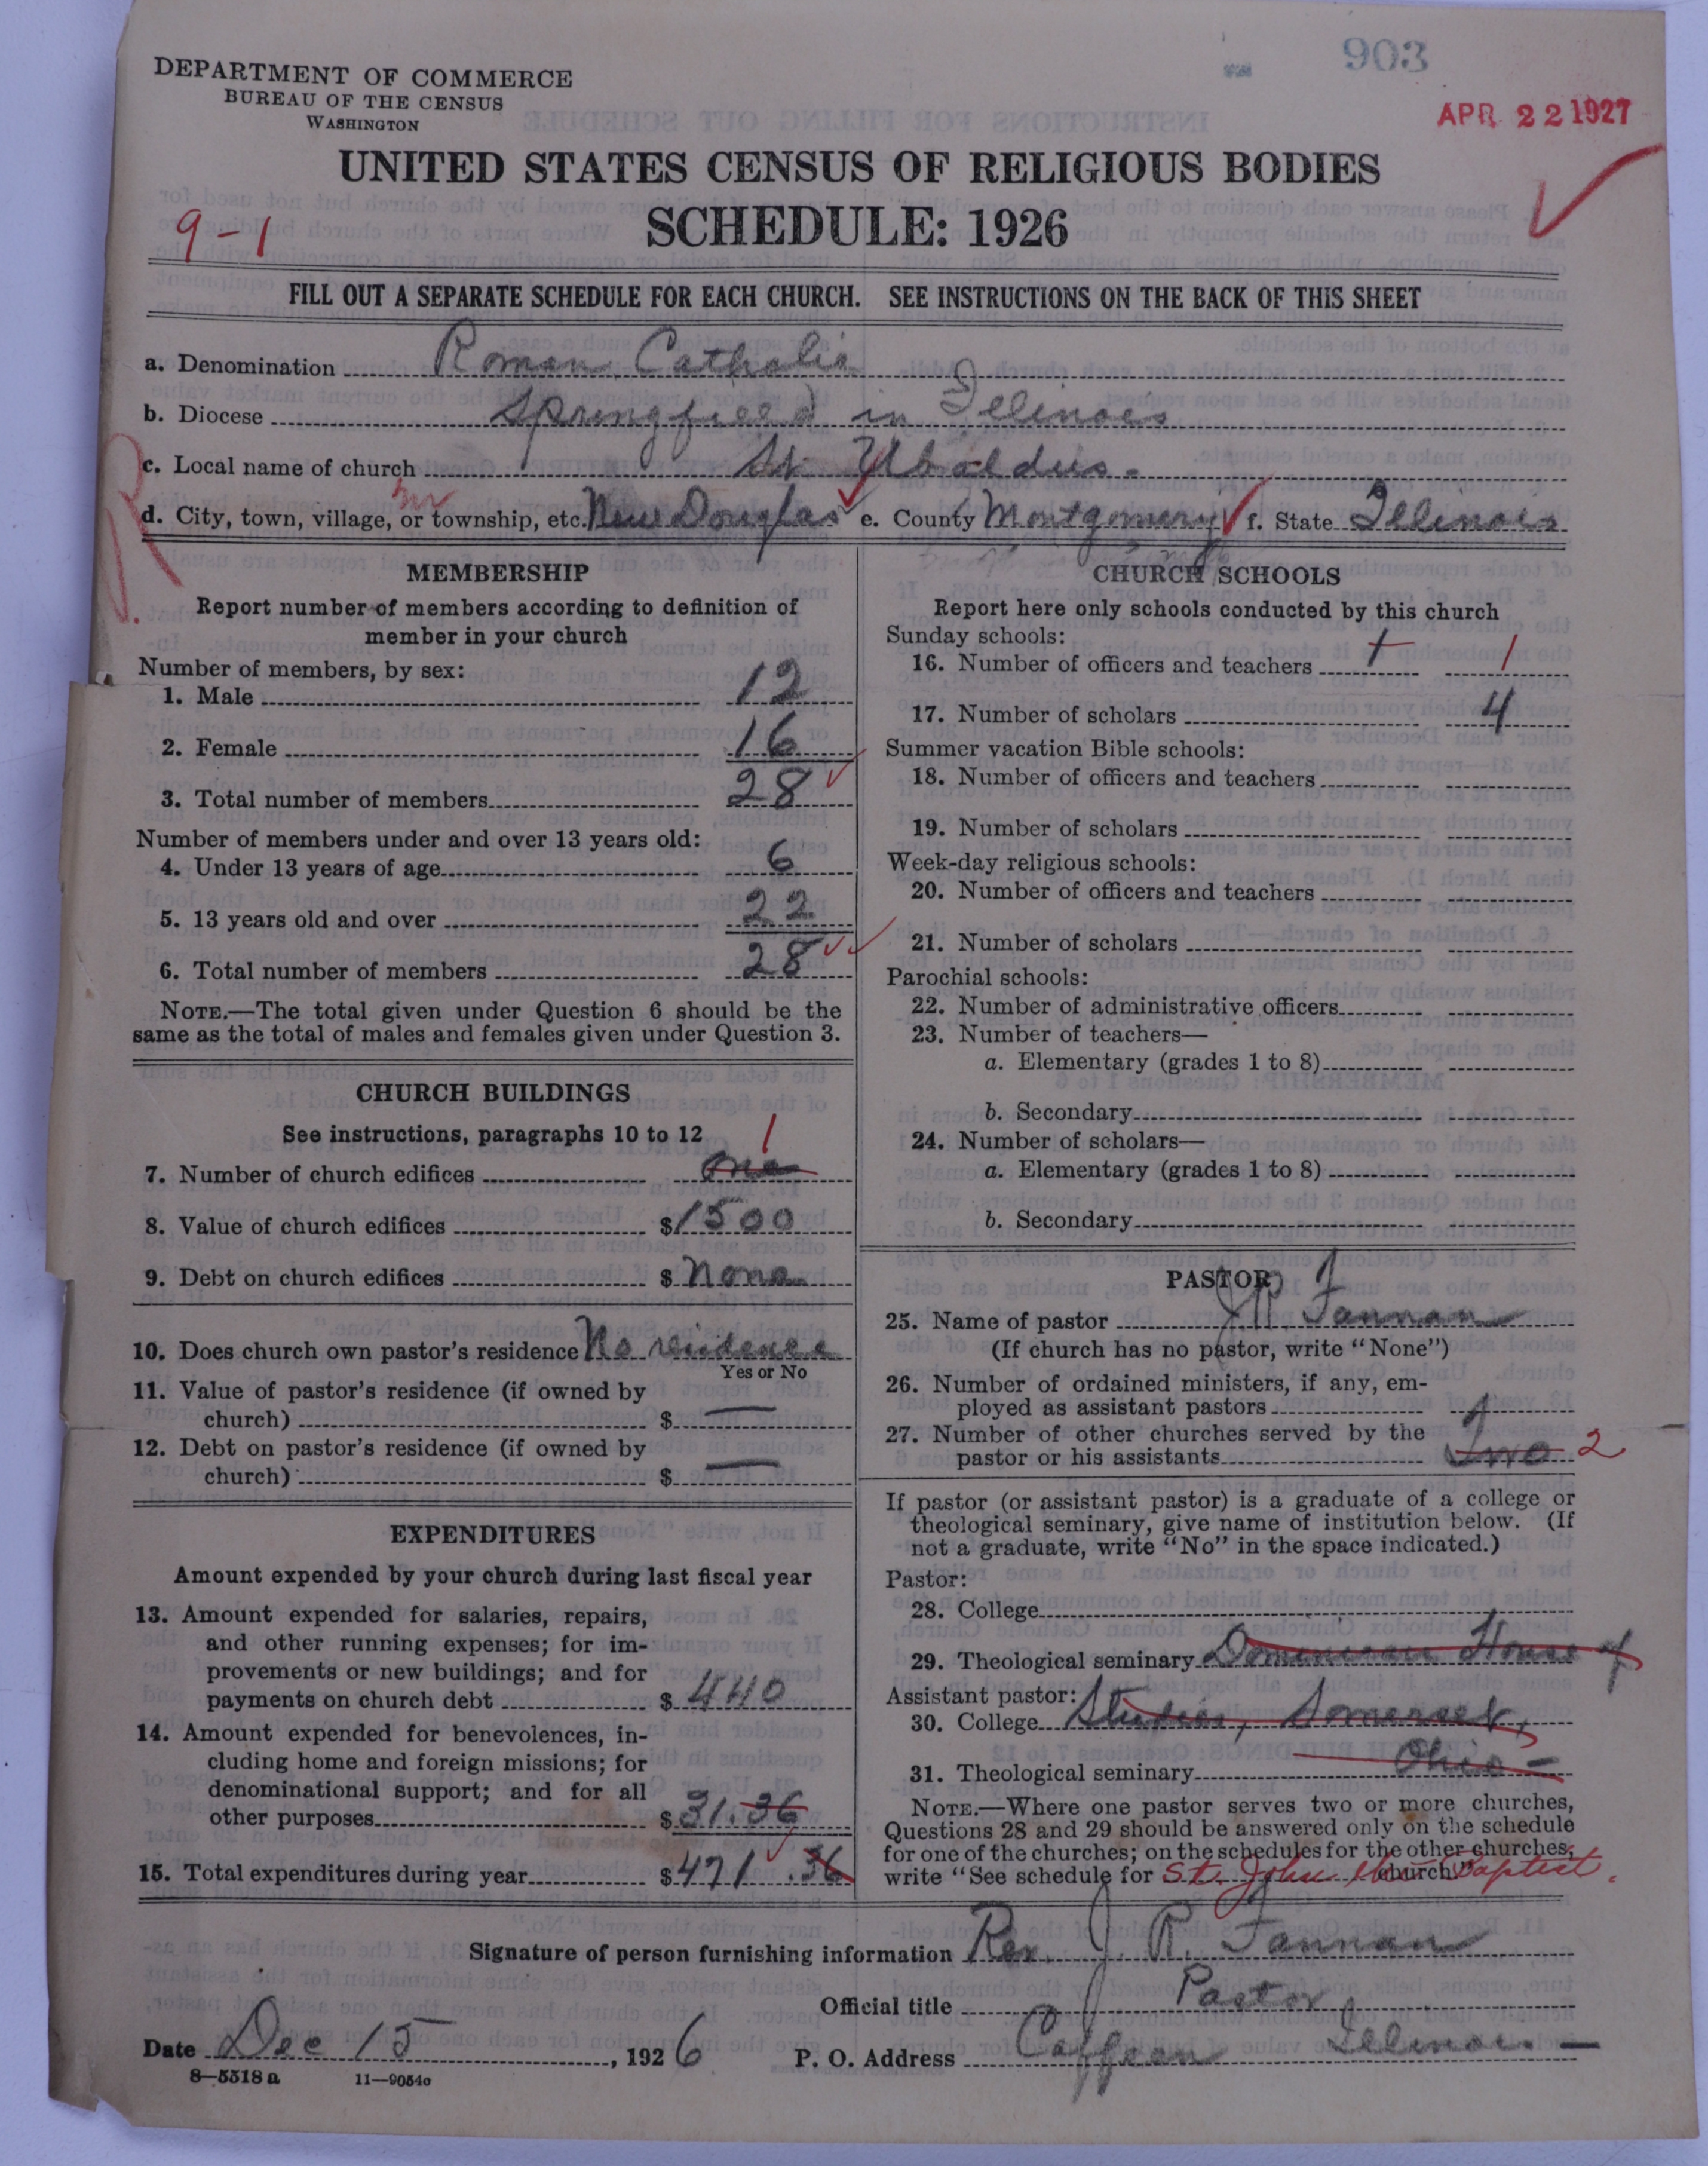 903
APR 22 1927
DEPARTMENT OF COMMERCE
BUREAU OF THE CENSUS
WASHINGTON
UNITED STATES CENSUS OF RELIGIOUS BODIES
9-1
SCHEDULE: 1926
FILL OUT A SEPARATE SCHEDULE FOR EACH CHURCH. SEE INSTRUCTIONS ON THE BACK OF THIS SHEET
a. Denomination Roman Catholic
b. Diocese Springfield in Illinois
c. Local name of church St Ubaldus.
R.
d. City, town, village, or township, etc. New Douglas e. County Montgomery f. State Illinois
MEMBERSHIP
Report number of members according to definition of
member in your church
Number of members, by sex:
1. Male 12
2. Female 16
3. Total number of members 28
Number of members under and over 13 years old:
4. Under 13 years of age 6
5. 13 years old and over 22
6. Total number of members 28
NOTE.—The total given under Question 6 should be the
same as the total of males and females given under Question 3.
CHURCH BUILDINGS
See instructions, paragraphs 10 to 12
7. Number of church edifices one 1
8. Value of church edifices $1500
9. Debt on church edifices $ None
10. Does church own pastor's residence No residence
Yes or No
11. Value of pastor's residence (if owned by
church) $ —
12. Debt on pastor's residence (if owned by
church) $ —
EXPENDITURES
Amount expended by your church during last fiscal year
13. Amount expended for salaries, repairs,
and other running expenses; for im-
provements or new buildings; and for
payments on church debt $ 440
14. Amount expended for benevolences, in-
cluding home and foreign missions; for
denominational support; and for all
other purposes $ 31.36
15. Total expenditures during year $ 471.36
CHURCH SCHOOLS
Report here only schools conducted by this church
Sunday schools:
16. Number of officers and teachers 1 1
17. Number of scholars 4
Summer vacation Bible schools:
18. Number of officers and teachers
19. Number of scholars
Week-day religious schools:
20. Number of officers and teachers
21. Number of scholars
Parochial schools:
22. Number of administrative officers
23. Number of teachers—
a. Elementary (grades 1 to 8)
b. Secondary
24. Number of scholars—
a. Elementary (grades 1 to 8)
b. Secondary
PASTOR
25. Name of pastor J.R. Fannan
(If church has no pastor, write "None")
26. Number of ordained ministers, if any, em-
ployed as assistant pastors
27. Number of other churches served by the
pastor or his assistants Two 2
If pastor (or assistant pastor) is a graduate of a college or
theological seminary, give name of institution below. (If
not a graduate, write "No" in the space indicated.)
Pastor:
28. College
29. Theological seminary Dominican House of
Assistant pastor:
30. College Studies, Somerset,
31. Theological seminary Ohio —
NOTE.—Where one pastor serves two or more churches,
Questions 28 and 29 should be answered only on the schedule
for one of the churches; on the schedules for the other churches,
write "See schedule for St. John the Baptist. church."
Signature of person furnishing information Rev. J. R. Fannan
Official title Pastor
Date Dec 15, 1926 P. O. Address Coffeen Illinois —
8—5518 a 11—9054o